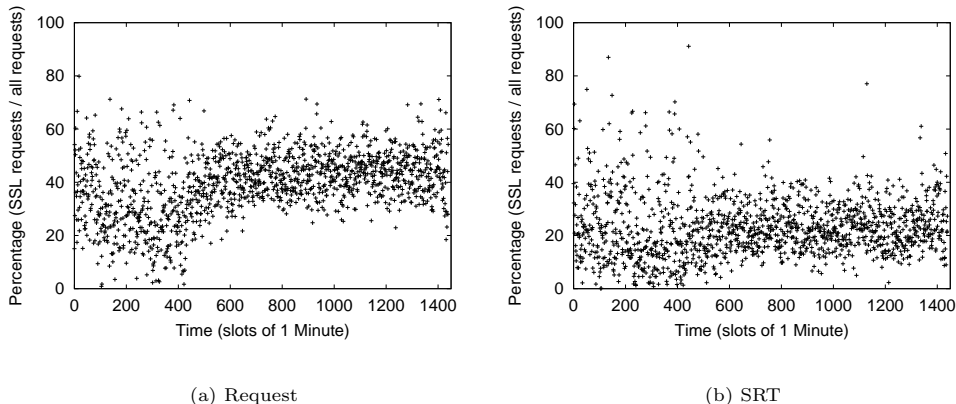 Percentage (SSL requests / all requests)
100
80
60
40
20
0
0 200 400 600 800 1000 1200 1400
Time (slots of 1 Minute)
(a) Request
Percentage (SSL requests / all requests)
100
80
60
40
20
0
0 200 400 600 800 1000 1200 1400
Time (slots of 1 Minute)
(b) SRT